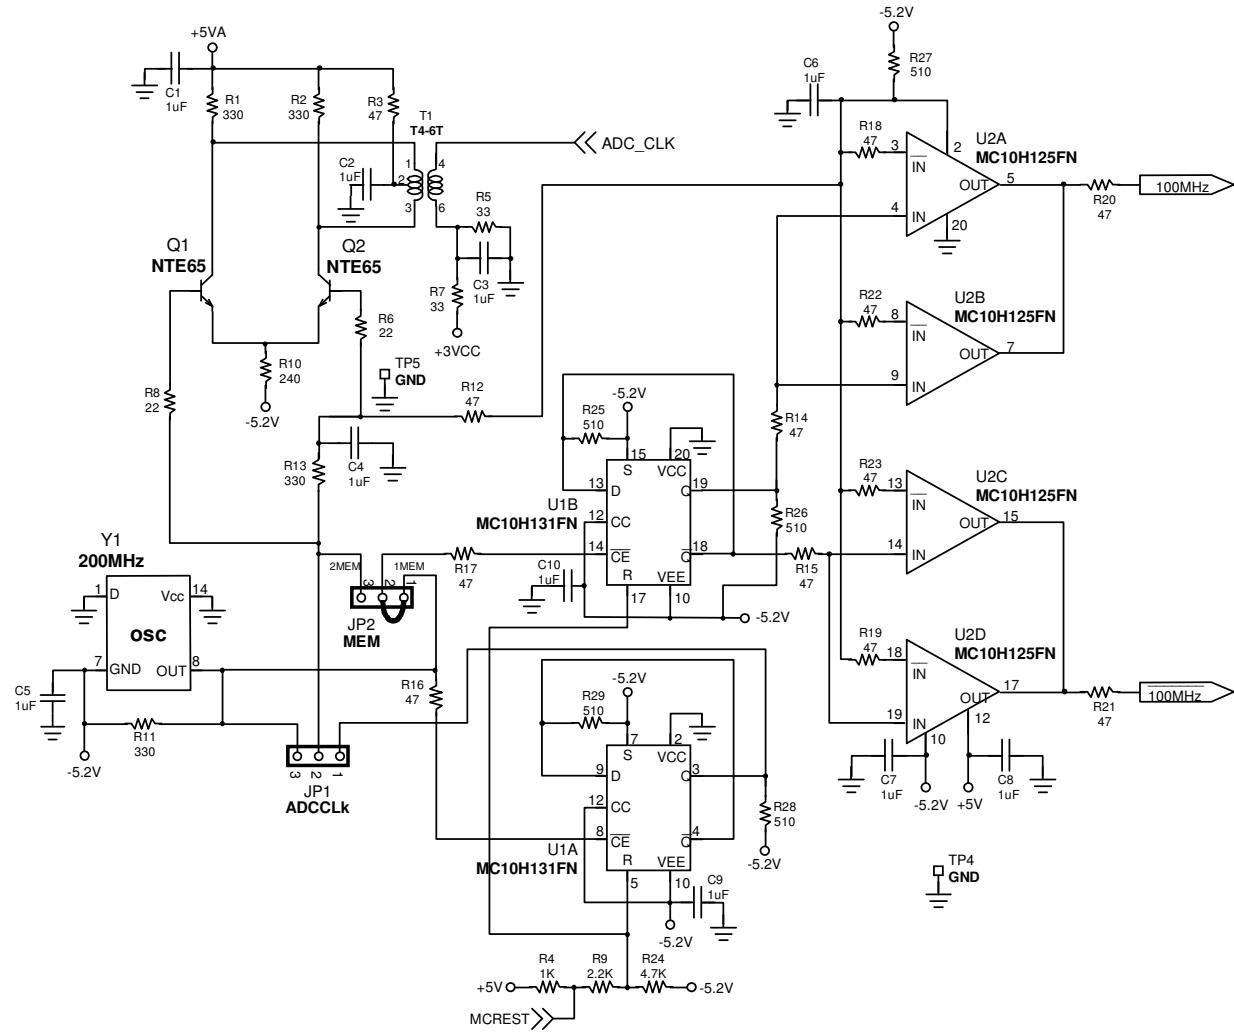 +5VA
C1
1uF
R1
330
R2
330
R3
47
T1
T4-6T
1
2
3
4
6
C2
1uF
ADC_CLK
R5
33
C3
1uF
R7
33
+3VCC
Q1
NTE65
Q2
NTE65
R6
22
R8
22
R10
240
-5.2V
TP5
GND
R12
47
R13
330
C4
1uF
Y1
200MHz
1
D
Vcc
14
OSC
7
GND
OUT
8
C5
1uF
R11
330
-5.2V
2MEM
1MEM
3
2
1
JP2
MEM
R17
47
R16
47
3
2
1
JP1
ADCCLk
-5.2V
R25
510
15
S
20
VCC
13
D
Q
19
12
CC
14
CE
Q
18
R
VEE
17
10
U1B
MC10H131FN
C10
1uF
-5.2V
R14
47
R26
510
R15
47
-5.2V
R29
510
7
S
2
VCC
9
D
Q
3
12
CC
8
CE
Q
4
R
VEE
5
10
U1A
MC10H131FN
C9
1uF
-5.2V
R28
510
-5.2V
+5V
R4
1K
R9
2.2K
R24
4.7K
-5.2V
MCREST
-5.2V
R27
510
C6
1uF
R18
47
3
IN
2
U2A
MC10H125FN
OUT
5
4
IN
20
R20
47
100MHz
R22
47
8
IN
U2B
MC10H125FN
OUT
7
9
IN
R23
47
13
IN
U2C
MC10H125FN
OUT
15
14
IN
R19
47
18
IN
U2D
MC10H125FN
OUT
17
19
IN
10
12
R21
47
100MHz
C7
1uF
-5.2V
+5V
C8
1uF
TP4
GND